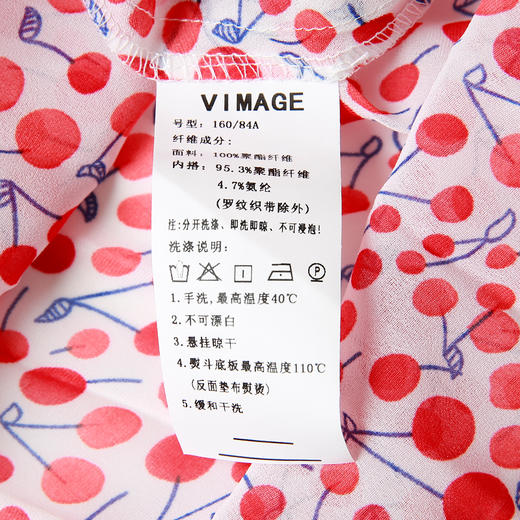 VIMAGE
号型: 160/84A
纤维成分:
面料: 100%聚酯纤维
内搭: 95.3%聚酯纤维
4.7%氨纶
(罗纹织带除外)
注:分开洗涤、即洗即晾、不可浸泡!
洗涤说明:
P
1.手洗,最高温度40℃
2.不可漂白
3.悬挂晾干
4.熨斗底板最高温度110℃
(反面垫布熨烫)
5.缓和干洗